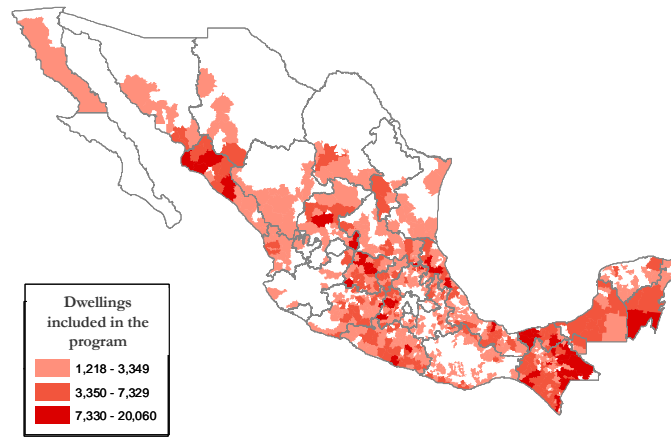 Dwellings
included in the
program
1,218 - 3,349
3,350 - 7,329
7,330 - 20,060